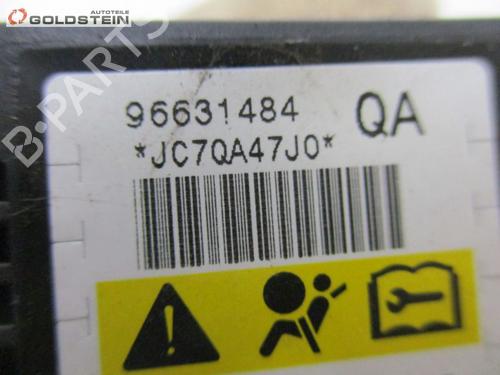 AUTOTEILE
GOLDSTEIN
B-PARTS
96631484 QA
*JC7QA47J0*